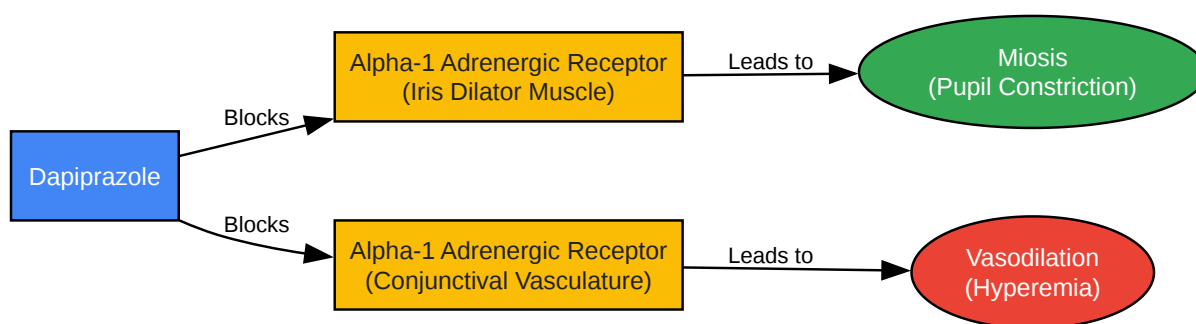 Dapiprazole
Blocks
Alpha-1 Adrenergic Receptor
(Iris Dilator Muscle)
Leads to
Miosis
(Pupil Constriction)
Blocks
Alpha-1 Adrenergic Receptor
(Conjunctival Vasculature)
Leads to
Vasodilation
(Hyperemia)